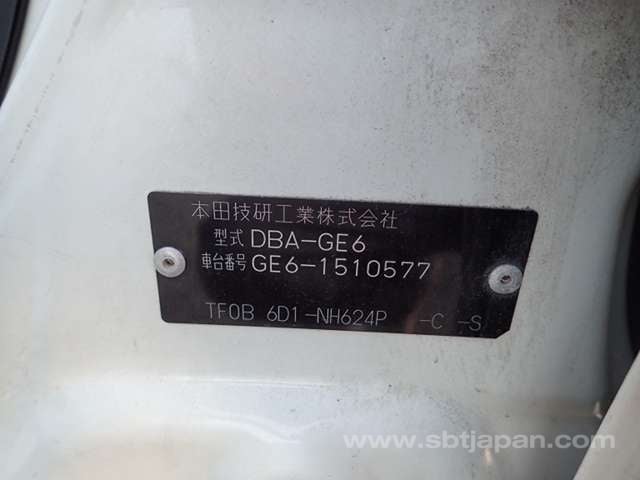 本田技研工業株式会社
型式 DBA-GE6
車台番号 GE6-1510577
TF0B 6D1-NH624P -C -S
www.sbtjapan.com